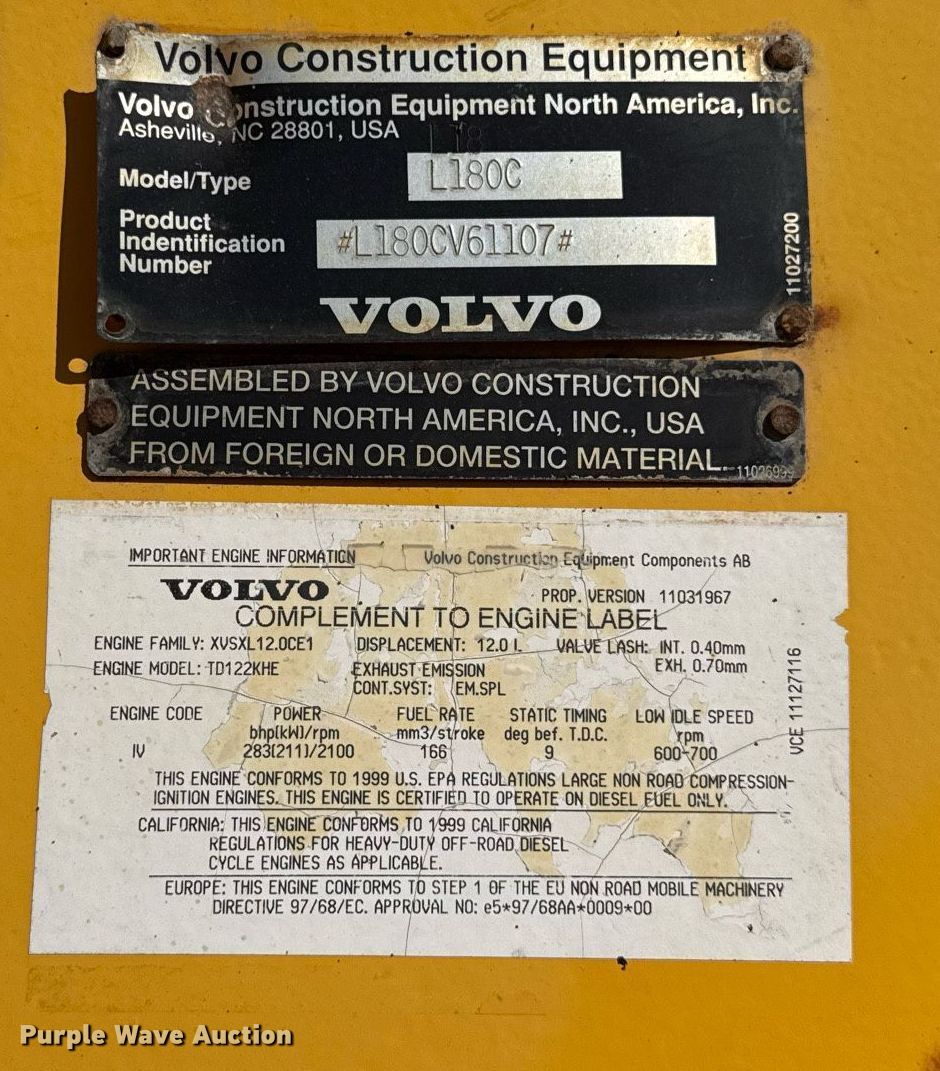 Volvo Construction Equipment
Volvo Construction Equipment North America, Inc.
Asheville, NC 28801, USA
L18
Model/Type L180C
Product
Indentification
Number
#L180CV61107#
11027200
VOLVO
ASSEMBLED BY VOLVO CONSTRUCTION
EQUIPMENT NORTH AMERICA, INC., USA
FROM FOREIGN OR DOMESTIC MATERIAL.
IMPORTANT ENGINE INFORMATION Volvo Construction Equipment Components AB
VOLVO PROP. VERSION 11031967
COMPLEMENT TO ENGINE LABEL
ENGINE FAMILY: XVSXL12.0CE1 DISPLACEMENT: 12.0 l. VALVE LASH: INT. 0.40mm
ENGINE MODEL: TD122KHE EXHAUST EMISSION EXH. 0.70mm
CONT.SYST: EM.SPL
VCE 11127116
ENGINE CODE POWER FUEL RATE STATIC TIMING LOW IDLE SPEED
bhp(kW)/rpm mm3/stroke deg bef. T.D.C. rpm
IV 283(211)/2100 166 9 600-700
THIS ENGINE CONFORMS TO 1999 U.S. EPA REGULATIONS LARGE NON ROAD COMPRESSION-
IGNITION ENGINES. THIS ENGINE IS CERTIFIED TO OPERATE ON DIESEL FUEL ONLY.
CALIFORNIA: THIS ENGINE CONFORMS TO 1999 CALIFORNIA
REGULATIONS FOR HEAVY-DUTY OFF-ROAD DIESEL
CYCLE ENGINES AS APPLICABLE.
EUROPE: THIS ENGINE CONFORMS TO STEP 1 OF THE EU NON ROAD MOBILE MACHINERY
DIRECTIVE 97/68/EC. APPROVAL NO: e5*97/68AA*0009*00
Purple Wave Auction